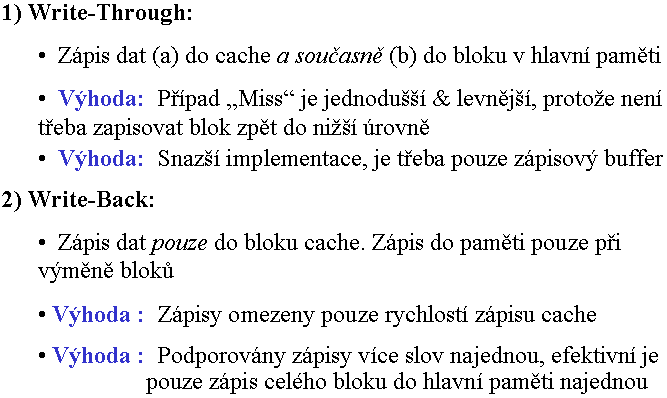 1) Write-Through:
• Zápis dat (a) do cache a současně (b) do bloku v hlavní paměti
• Výhoda: Případ „Miss“ je jednodušší & levnější, protože není
třeba zapisovat blok zpět do nižší úrovně
• Výhoda: Snazší implementace, je třeba pouze zápisový buffer
2) Write-Back:
• Zápis dat pouze do bloku cache. Zápis do paměti pouze při
výměně bloků
• Výhoda : Zápisy omezeny pouze rychlostí zápisu cache
• Výhoda : Podporovány zápisy více slov najednou, efektivní je
pouze zápis celého bloku do hlavní paměti najednou